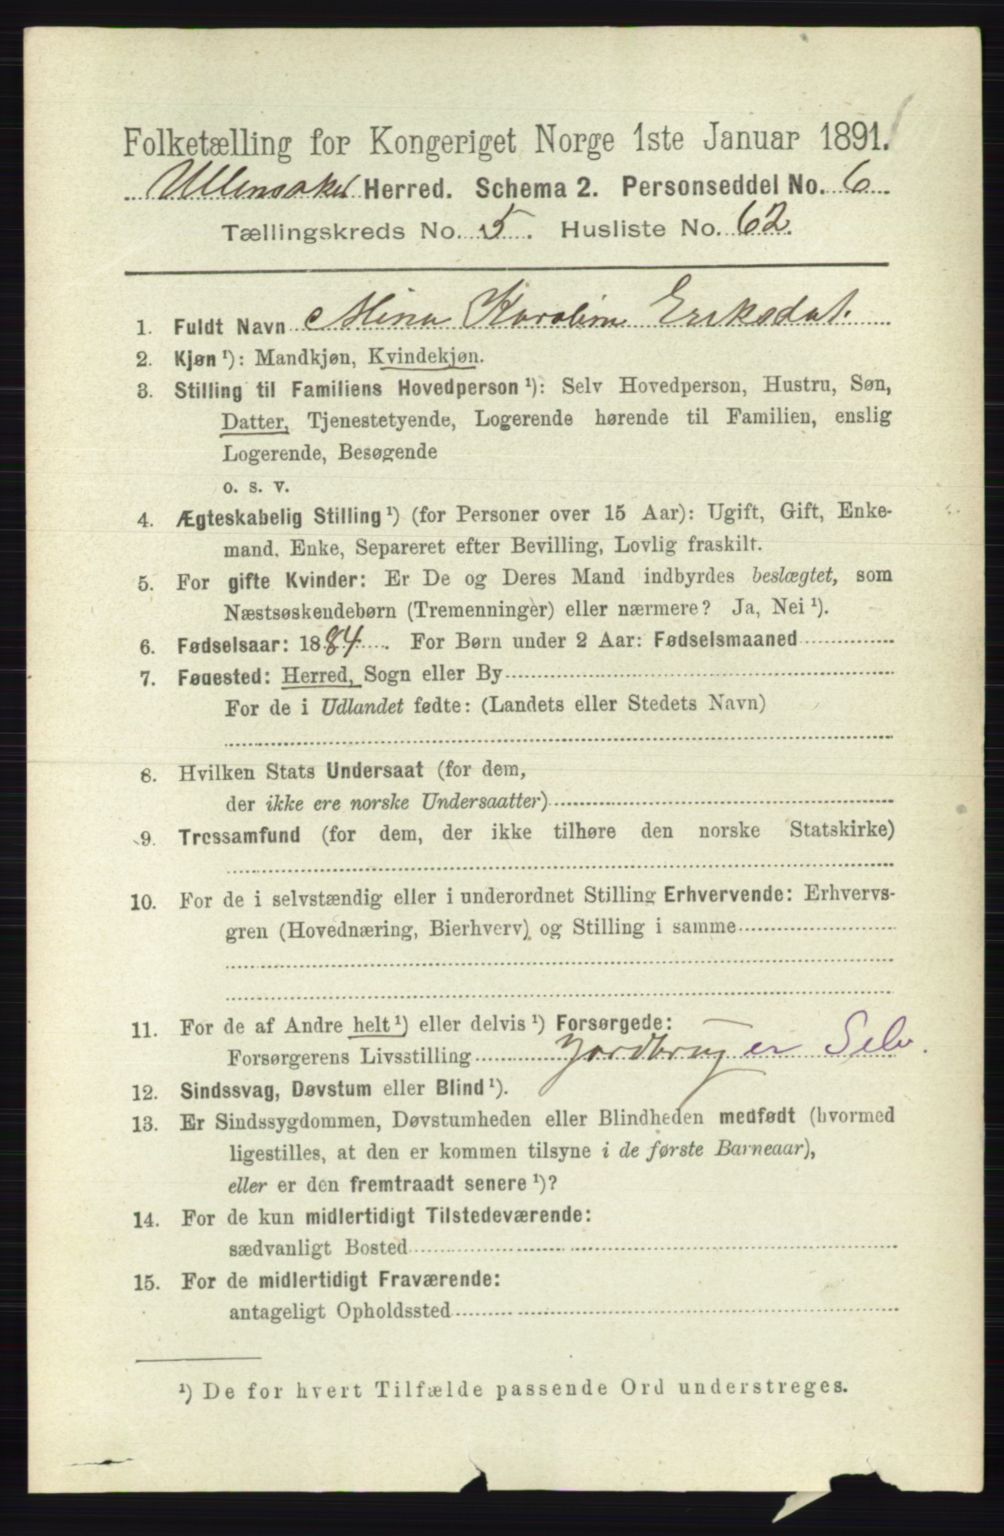 Folketælling for Kongeriget Norge 1ste Januar 1891.
Ullensaker Herred. Schema 2. Personseddel No. 6
Tællingskreds No. 5. Husliste No. 62.
1. Fuldt Navn Mina Karoline Eriksdat.
2. Kjøn ¹): Mandkjøn, Kvindekjøn.
3. Stilling til Familiens Hovedperson ¹): Selv Hovedperson, Hustru, Søn,
Datter, Tjenestetyende, Logerende hørende til Familien, enslig
Logerende, Besøgende
o. s. v.
4. Ægteskabelig Stilling ¹) (for Personer over 15 Aar): Ugift, Gift, Enke-
mand, Enke, Separeret efter Bevilling, Lovlig fraskilt.
5. For gifte Kvinder: Er De og Deres Mand indbyrdes beslægtet, som
Næstsøskendebørn (Tremenninger) eller nærmere? Ja, Nei ¹).
6. Fødselsaar: 1884. For Børn under 2 Aar: Fødselsmaaned
7. Fødested: Herred, Sogn eller By
For de i Udlandet fødte: (Landets eller Stedets Navn)
8. Hvilken Stats Undersaat (for dem,
der ikke ere norske Undersaatter)
9. Trossamfund (for dem, der ikke tilhøre den norske Statskirke)
10. For de i selvstændig eller i underordnet Stilling Erhvervende: Erhvervs-
gren (Hovednæring, Bierhverv) og Stilling i samme
11. For de af Andre helt ¹) eller delvis ¹) Forsørgede:
Forsørgerens Livsstilling Jordbrug er Selv.
12. Sindssvag, Døvstum eller Blind ¹).
13. Er Sindssygdommen, Døvstumheden eller Blindheden medfødt (hvormed
ligestilles, at den er kommen tilsyne i de første Barneaar),
eller er den fremtraadt senere ¹)?
14. For de kun midlertidigt Tilstedeværende:
sædvanligt Bosted
15. For de midlertidigt Fraværende:
antageligt Opholdssted
¹) De for hvert Tilfælde passende Ord understreges.